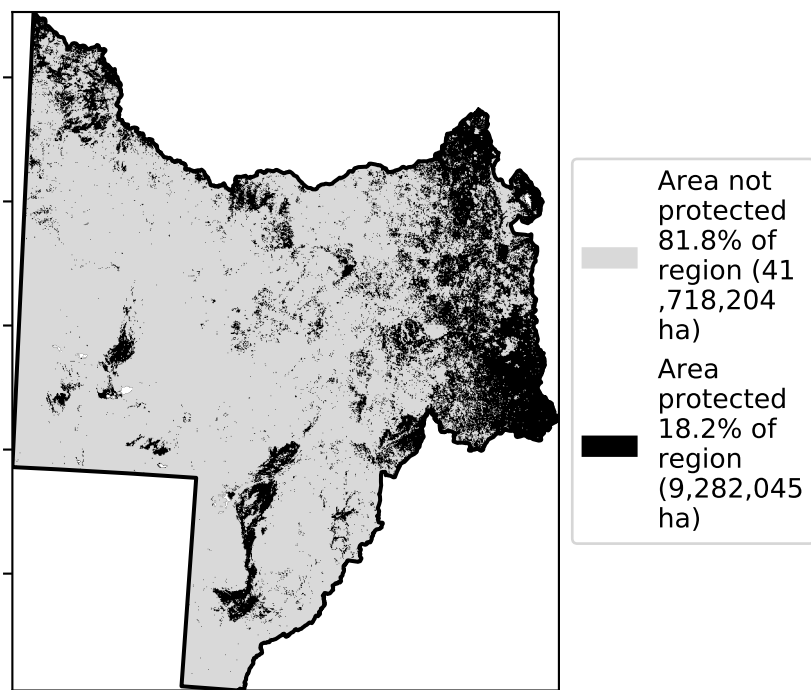 Area not
protected
81.8% of
region (41
,718,204
ha)
Area
protected
18.2% of
region
(9,282,045
ha)